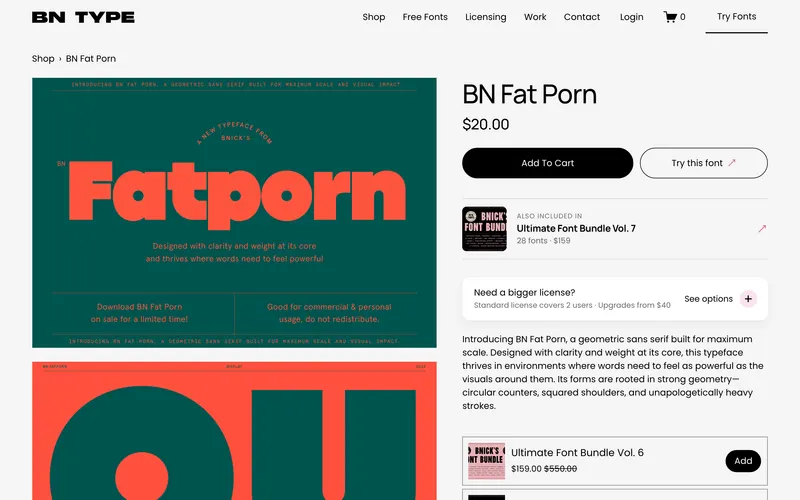 BN TYPE
Shop Free Fonts Licensing Work Contact Login 0 Try Fonts
Shop › BN Fat Porn
INTRODUCING BN FAT PORN. A GEOMETRIC SANS SERIF BUILT FOR MAXIMUM SCALE AND VISUAL IMPACT
A NEW TYPEFACE FROM
BNICK'S
BN
Fatporn
Designed with clarity and weight at its core
and thrives where words need to feel powerful
Download BN Fat Porn
on sale for a limited time!
Good for commercial & personal
usage, do not redistribute.
INTRODUCING BN FAT PORN. A GEOMETRIC SANS SERIF BUILT FOR MAXIMUM SCALE AND VISUAL IMPACT
OU
BN Fat Porn
$20.00
Add To Cart
Try this font
ALSO INCLUDED IN
Ultimate Font Bundle Vol. 7
28 fonts · $159
Need a bigger license?
Standard license covers 2 users · Upgrades from $40
See options +
Introducing BN Fat Porn, a geometric sans serif built for maximum
scale. Designed with clarity and weight at its core, this typeface
thrives in environments where words need to feel as powerful as the
visuals around them. Its forms are rooted in strong geometry—
circular counters, squared shoulders, and unapologetically heavy
strokes.
Ultimate Font Bundle Vol. 6
$159.00 $550.00
Add